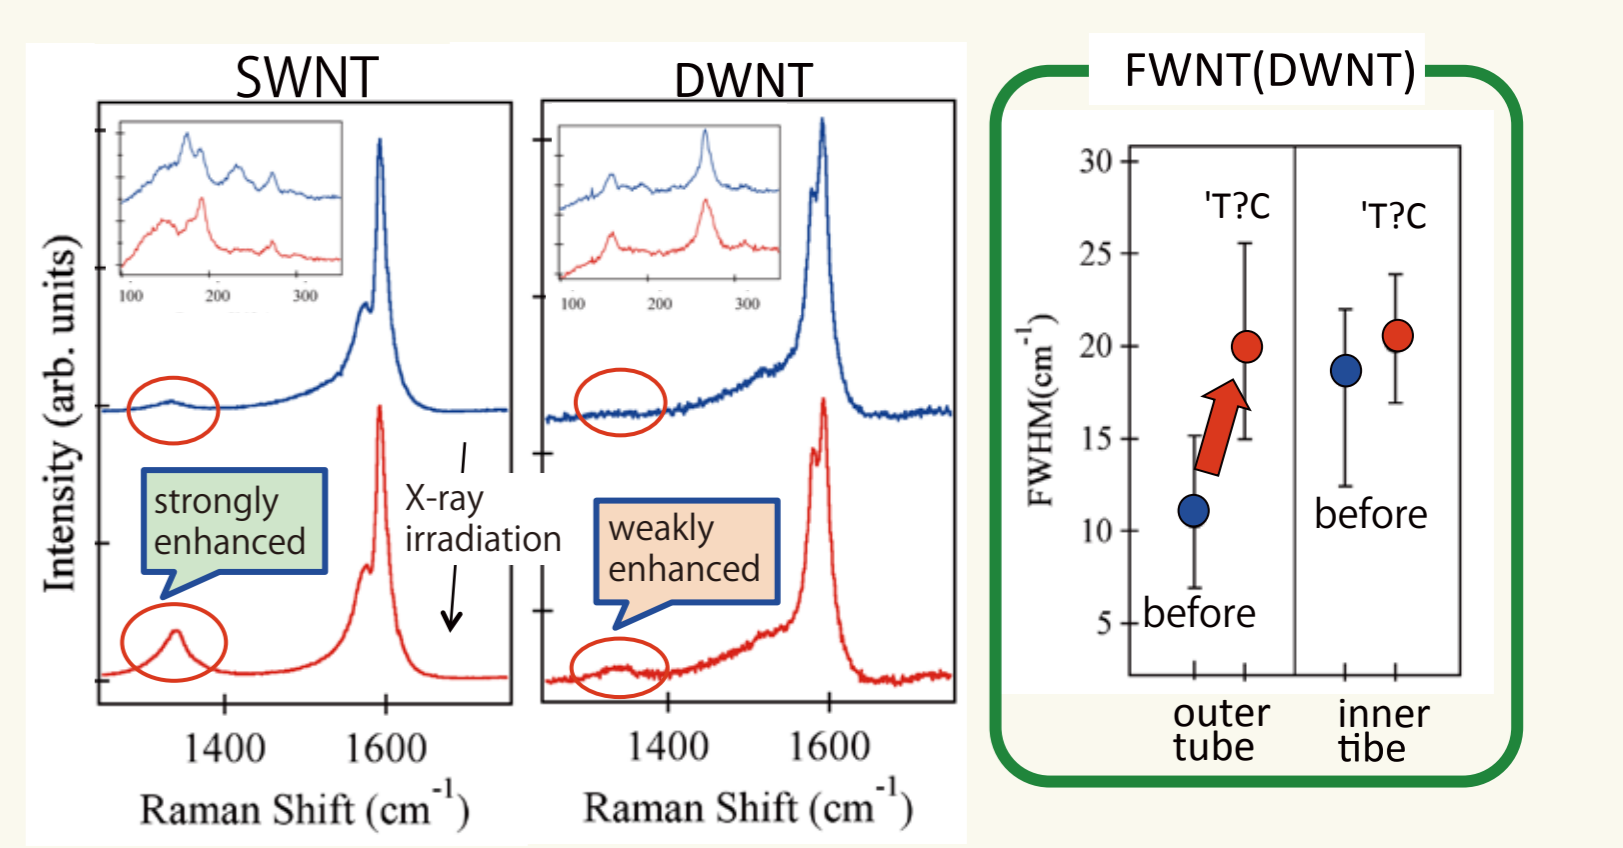 SWNT
DWNT
FWNT(DWNT)
Intensity (arb. units)
100 200 300
100 200 300
strongly
enhanced
X-ray
irradiation
weakly
enhanced
1400 1600
1400 1600
Raman Shift (cm-1)
Raman Shift (cm-1)
FWHM(cm-1)
30
25
20
15
10
5
'T?C
'T?C
before
before
outer
tube
inner
tibe